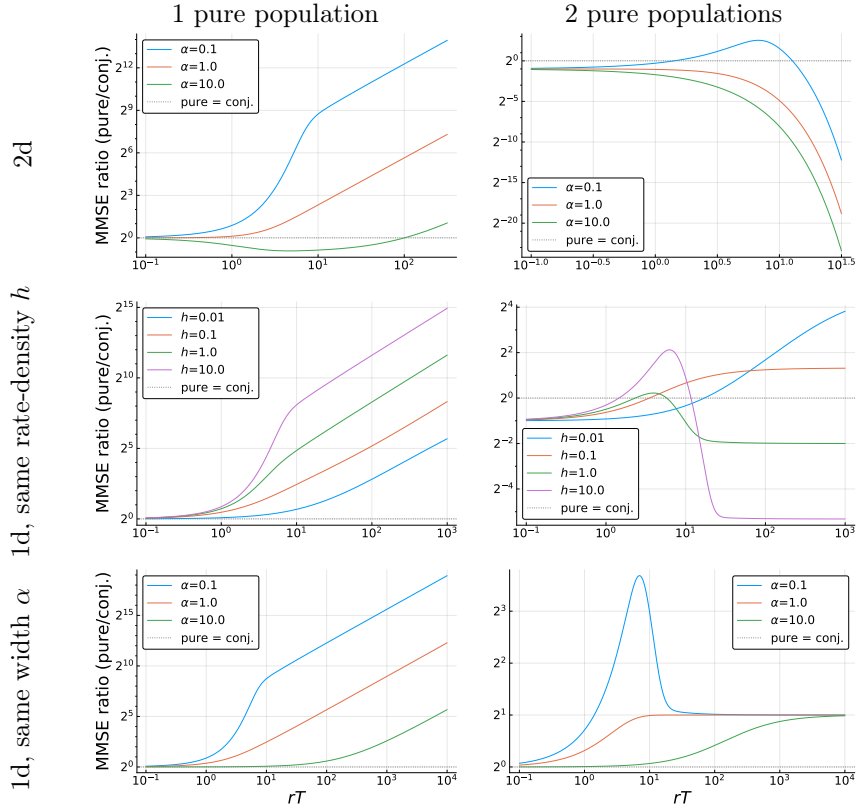 1 pure population
2 pure populations
2d
MMSE ratio (pure/conj.)
2^12
2^9
2^6
2^3
2^0
α=0.1
α=1.0
α=10.0
pure = conj.
10^-1
10^0
10^1
10^2
2^0
2^-5
2^-10
2^-15
2^-20
α=0.1
α=1.0
α=10.0
pure = conj.
10^-1.0
10^-0.5
10^0.0
10^0.5
10^1.0
10^1.5
1d, same rate-density h
MMSE ratio (pure/conj.)
2^15
2^10
2^5
2^0
h=0.01
h=0.1
h=1.0
h=10.0
pure = conj.
10^-1
10^0
10^1
10^2
10^3
2^4
2^2
2^0
2^-2
2^-4
h=0.01
h=0.1
h=1.0
h=10.0
pure = conj.
10^-1
10^0
10^1
10^2
10^3
1d, same width α
MMSE ratio (pure/conj.)
2^15
2^10
2^5
2^0
α=0.1
α=1.0
α=10.0
pure = conj.
10^-1
10^0
10^1
10^2
10^3
10^4
rT
2^3
2^2
2^1
2^0
α=0.1
α=1.0
α=10.0
pure = conj.
10^-1
10^0
10^1
10^2
10^3
10^4
rT